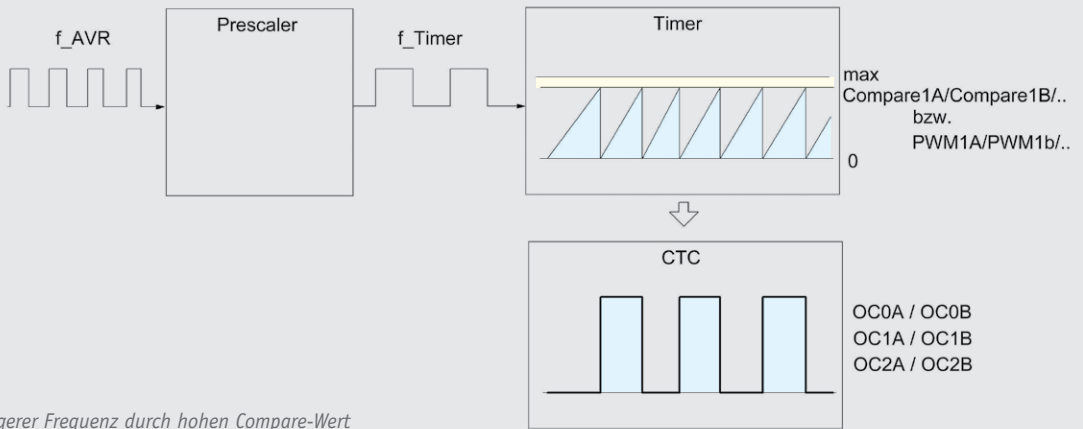 f_AVR
Prescaler
f_Timer
Timer
max
Compare1A/Compare1B/..
bzw.
PWM1A/PWM1b/..
0
CTC
OC0A / OC0B
OC1A / OC1B
OC2A / OC2B
Frequenz durch hohen Compare-Wert